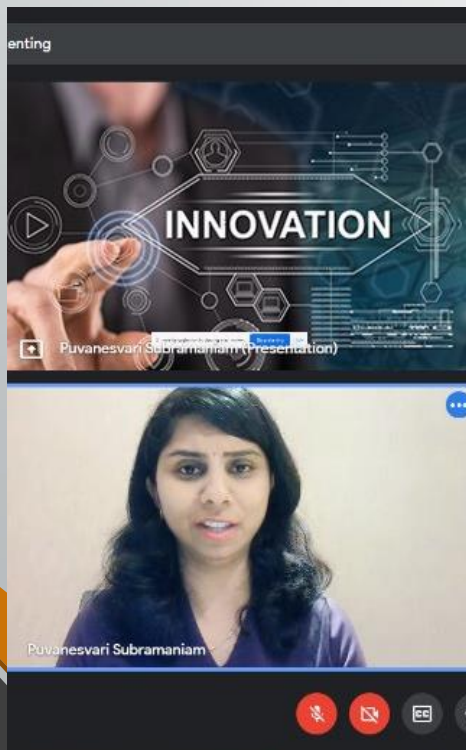 enting
INNOVATION
Puvanesvari Subramaniam (Presentation)
Puvanesvari Subramaniam
CC